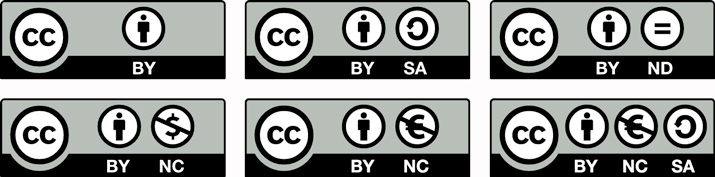 cc BY
cc BY SA
cc = BY ND
cc $ BY NC
cc € BY NC
cc € BY NC SA